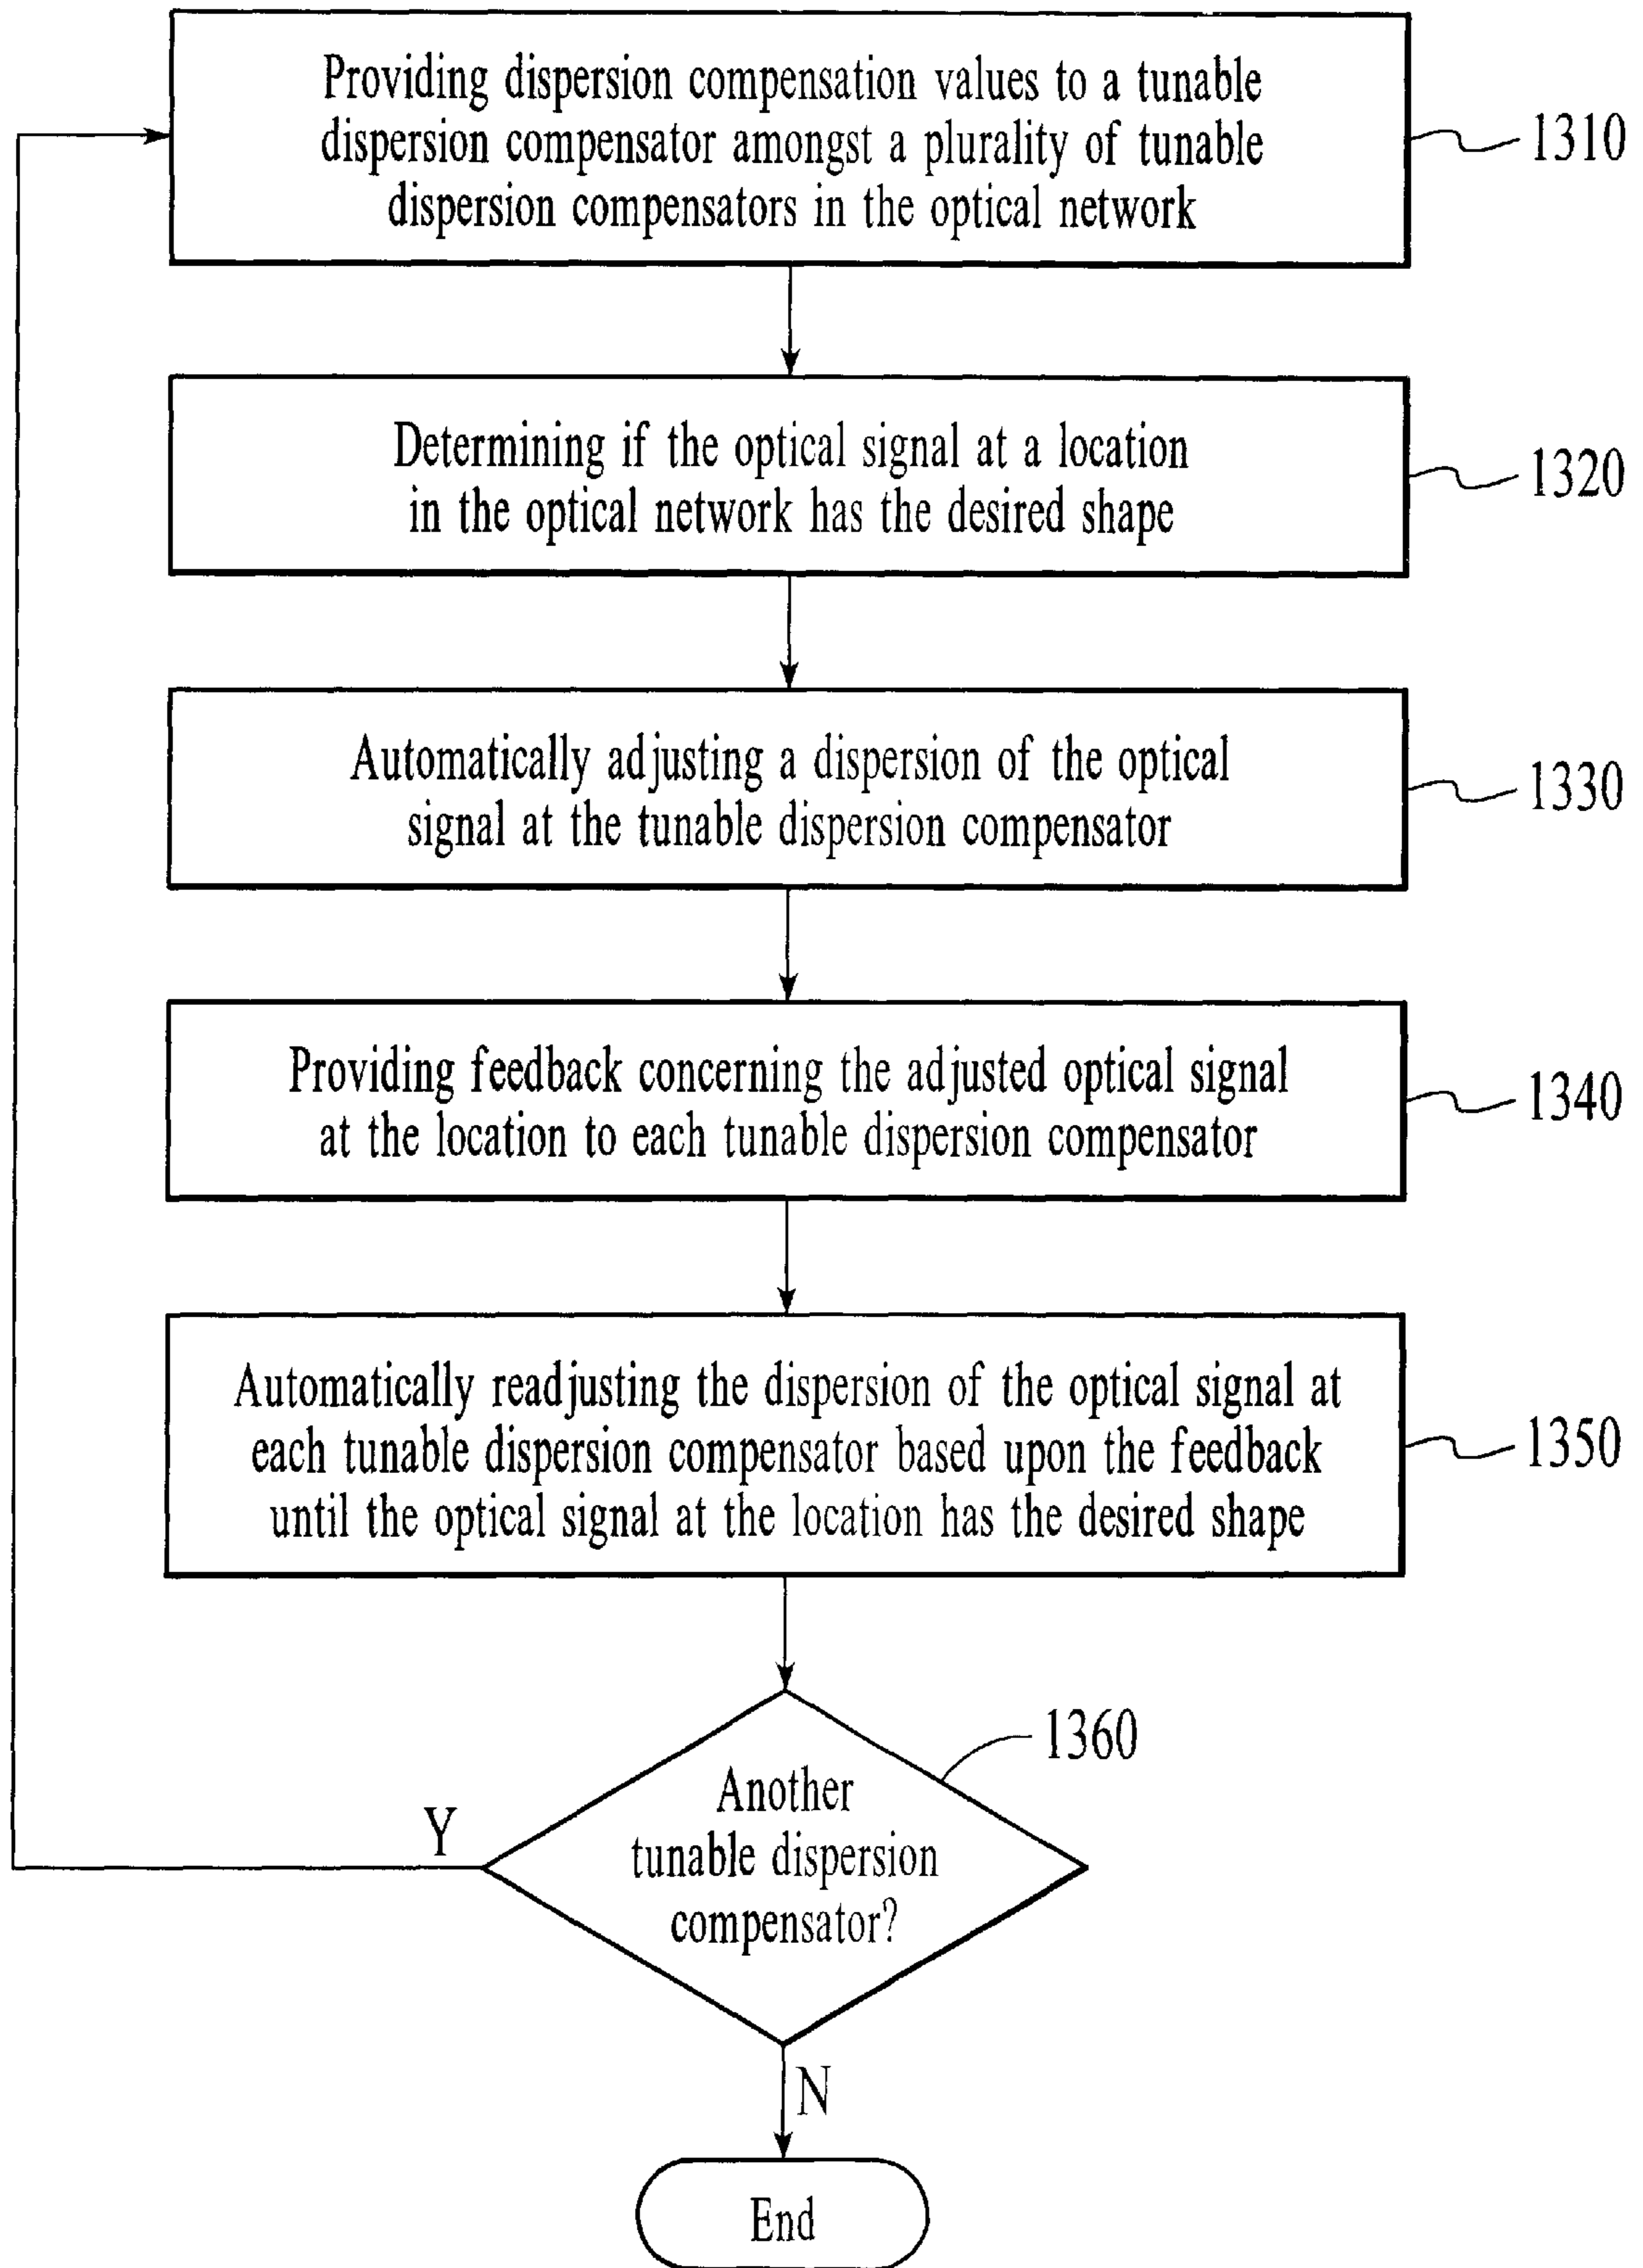 Providing dispersion compensation values to a tunable
dispersion compensator amongst a plurality of tunable
dispersion compensators in the optical network
1310
Determining if the optical signal at a location
in the optical network has the desired shape
1320
Automatically adjusting a dispersion of the optical
signal at the tunable dispersion compensator
1330
Providing feedback concerning the adjusted optical signal
at the location to each tunable dispersion compensator
1340
Automatically readjusting the dispersion of the optical signal at
each tunable dispersion compensator based upon the feedback
until the optical signal at the location has the desired shape
1350
1360
Another
tunable dispersion
compensator?
Y
N
End